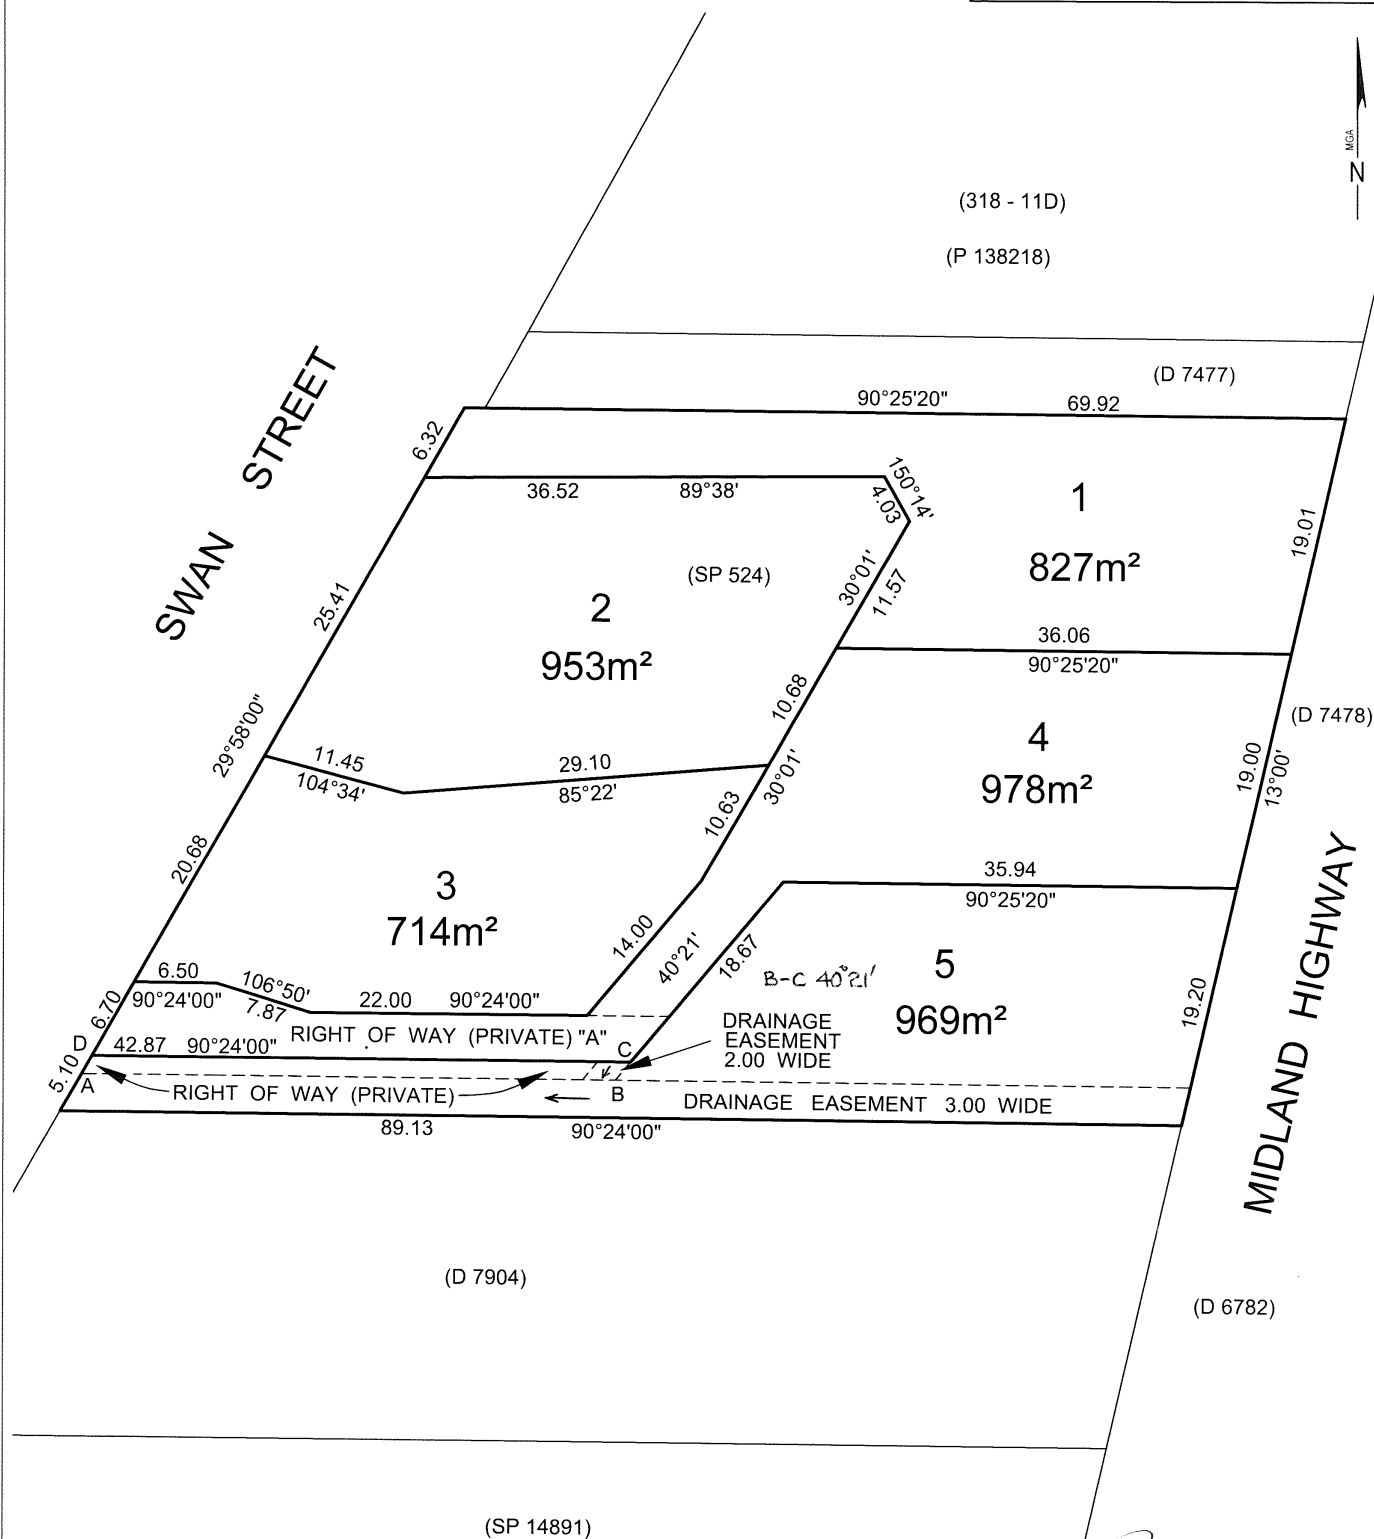 MGA
N
(318 - 11D)
(P 138218)
(D 7477)
90°25'20"
69.92
SWAN STREET
6.32
36.52
89°38'
150°14'
4.03
1
827m²
19.01
(SP 524)
30°01'
11.57
25.41
2
953m²
36.06
90°25'20"
10.68
29°58'00"
(D 7478)
11.45
104°34'
29.10
85°22'
30°01'
4
978m²
19.00
13°00'
10.63
20.68
3
714m²
35.94
90°25'20"
14.00
40°21'
18.67
B-C 40°21'
5
969m²
19.20
MIDLAND HIGHWAY
6.50
90°24'00"
106°50'
7.87
22.00
90°24'00"
6.70
RIGHT OF WAY (PRIVATE) "A"
DRAINAGE
EASEMENT
2.00 WIDE
D
42.87
90°24'00"
C
5.10
A
RIGHT OF WAY (PRIVATE)
B
DRAINAGE EASEMENT 3.00 WIDE
89.13
90°24'00"
(D 7904)
(D 6782)
(SP 14891)